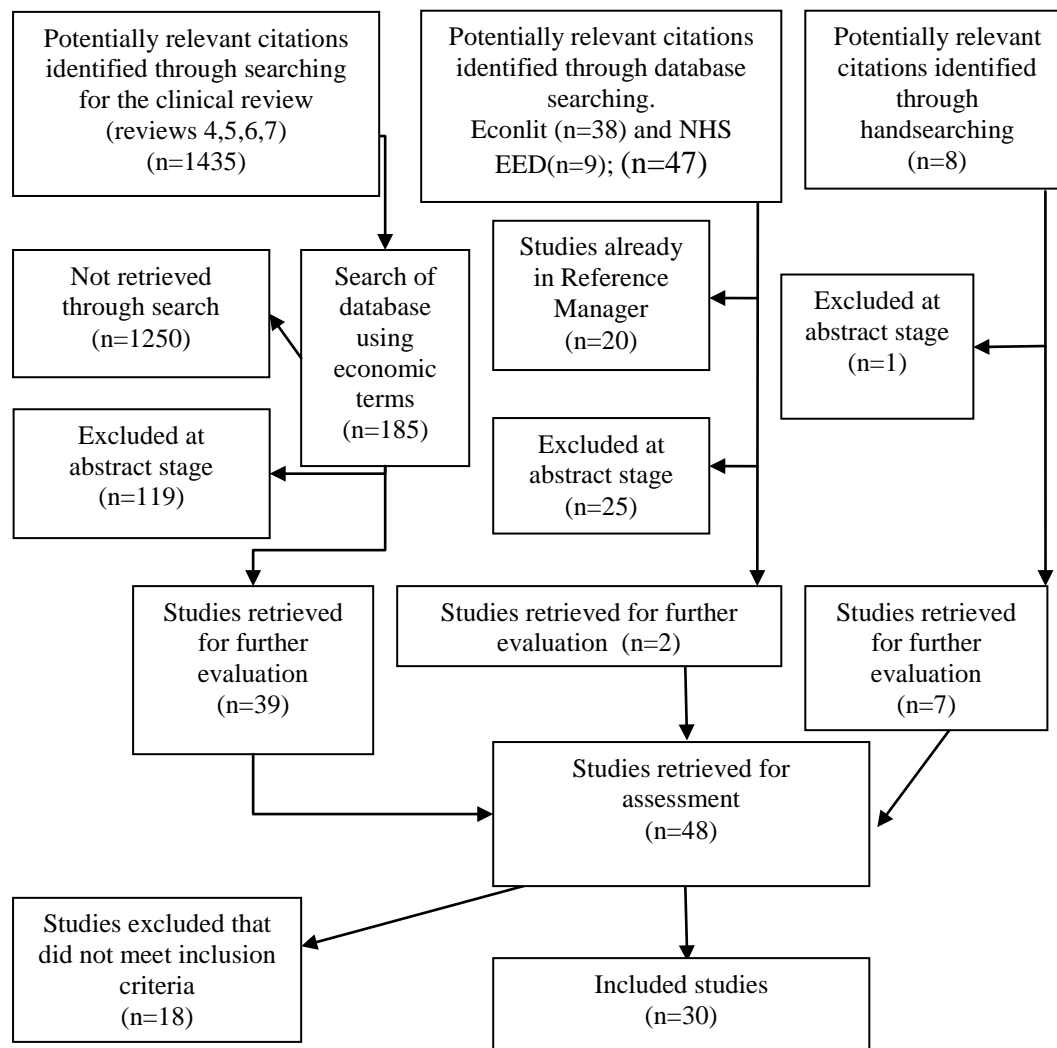 Potentially relevant citations
identified through searching
for the clinical review
(reviews 4,5,6,7)
(n=1435)
Potentially relevant citations
identified through database
searching.
Econlit (n=38) and NHS
EED(n=9); (n=47)
Potentially relevant
citations identified
through
handsearching
(n=8)
Not retrieved
through search
(n=1250)
Search of
database
using
economic
terms
(n=185)
Studies already
in Reference
Manager
(n=20)
Excluded at
abstract stage
(n=1)
Excluded at
abstract stage
(n=119)
Excluded at
abstract stage
(n=25)
Studies retrieved
for further
evaluation
(n=39)
Studies retrieved for further
evaluation (n=2)
Studies retrieved
for further
evaluation
(n=7)
Studies retrieved for
assessment
(n=48)
Studies excluded that
did not meet inclusion
criteria
(n=18)
Included studies
(n=30)